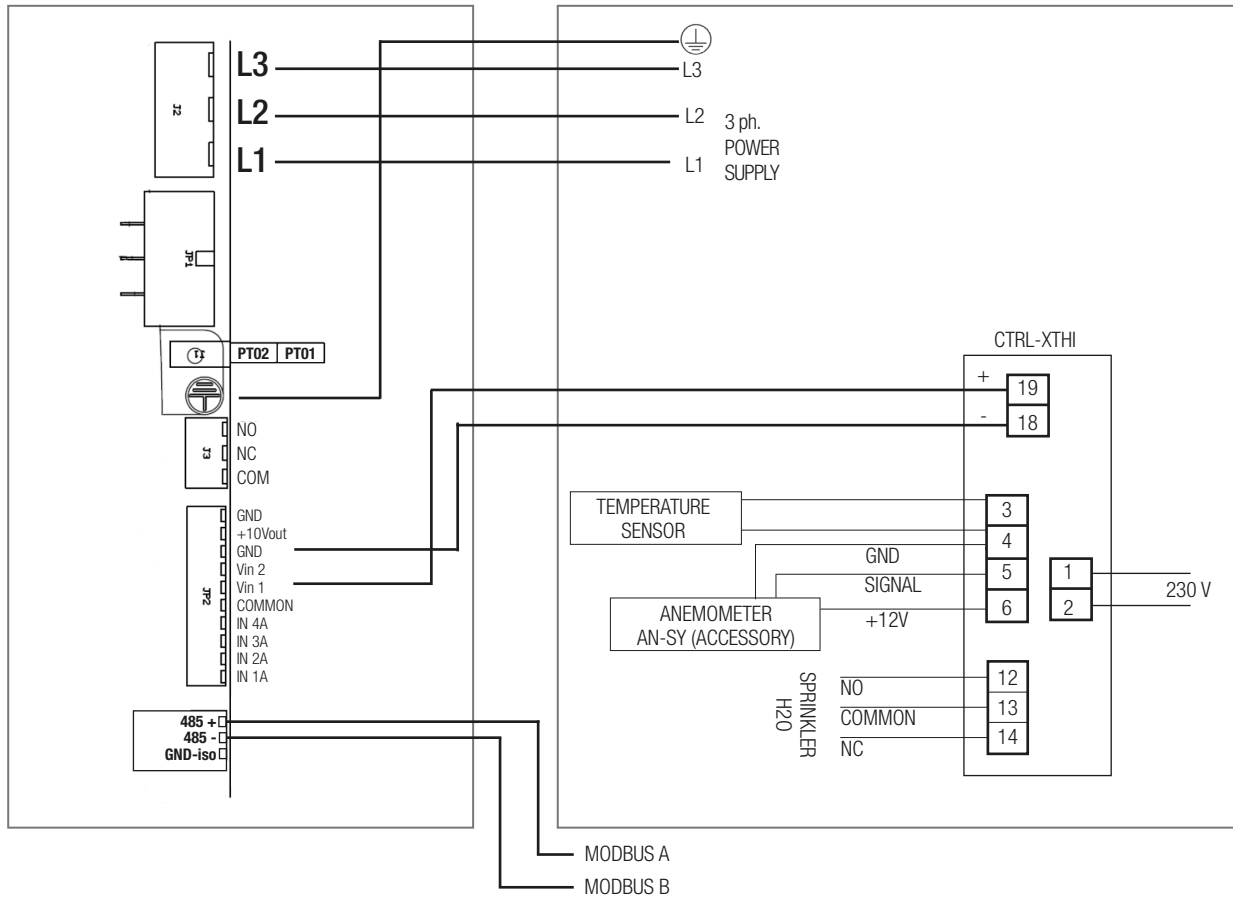 L3
L2
L1
J2
JP1
J1
PT02 PT01
NO
NC
COM
J3
GND
+10Vout
GND
Vin 2
Vin 1
COMMON
IN 4A
IN 3A
IN 2A
IN 1A
JP2
485 +
485 -
GND-iso
L3
L2
L1
3 ph.
POWER
SUPPLY
CTRL-XTHI
+
19
-
18
TEMPERATURE
SENSOR
3
4
GND
5
SIGNAL
6
+12V
ANEMOMETER
AN-SY (ACCESSORY)
1
2
230 V
SPRINKLER
H2O
NO
12
COMMON
13
NC
14
MODBUS A
MODBUS B